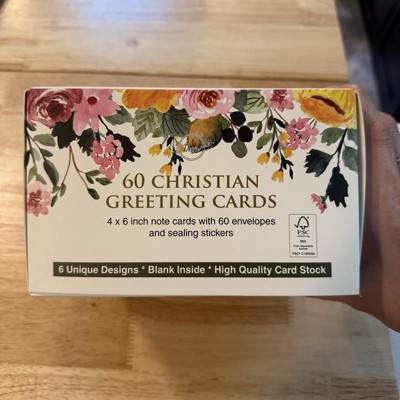 60 CHRISTIAN
GREETING CARDS
4 x 6 inch note cards with 60 envelopes
and sealing stickers
FSC
MIX
6 Unique Designs * Blank Inside * High Quality Card Stock